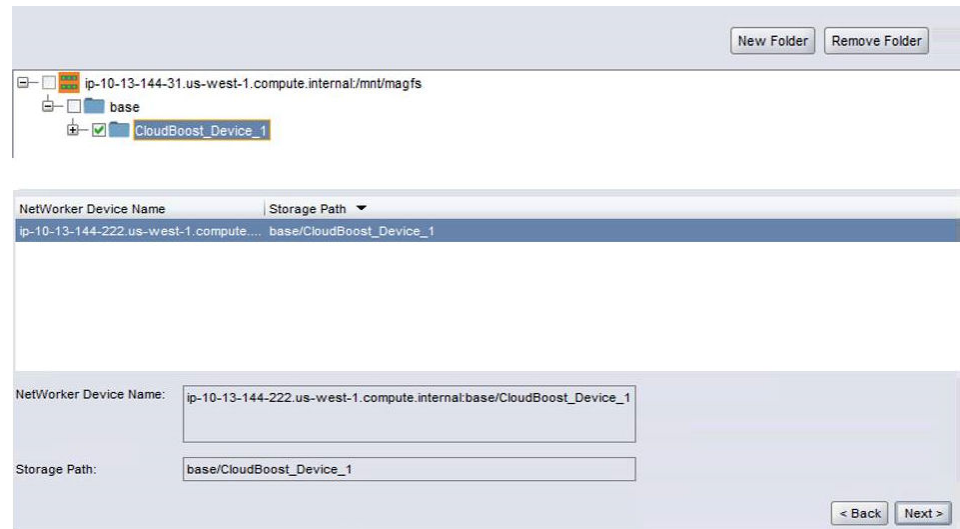 New Folder Remove Folder
ip-10-13-144-31.us-west-1.compute.internal:/mnt/magfs
base
CloudBoost_Device_1
NetWorker Device Name Storage Path
ip-10-13-144-222.us-west-1.compute.... base/CloudBoost_Device_1
NetWorker Device Name: ip-10-13-144-222.us-west-1.compute.internal:base/CloudBoost_Device_1
Storage Path: base/CloudBoost_Device_1
< Back Next >